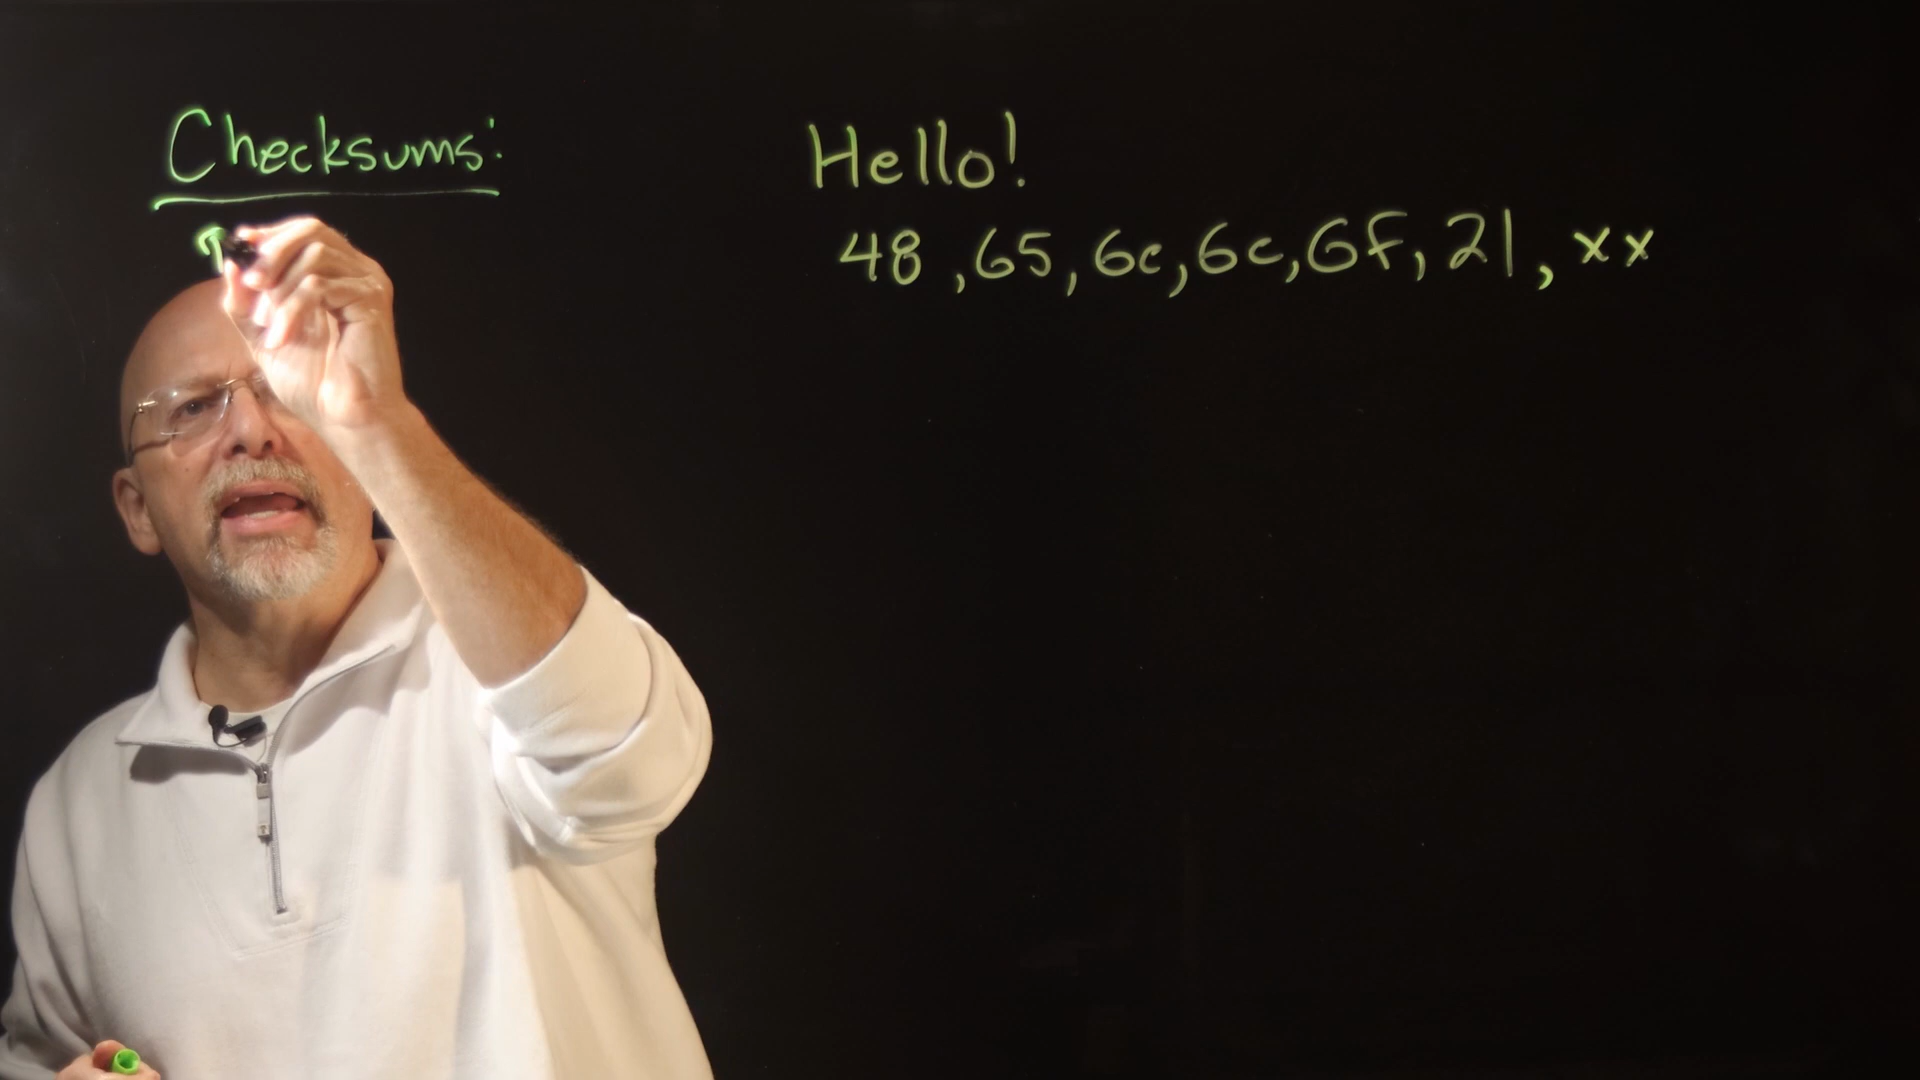 Checksums:
Hello!
48, 65, 6c, 6c, 6f, 21, xx